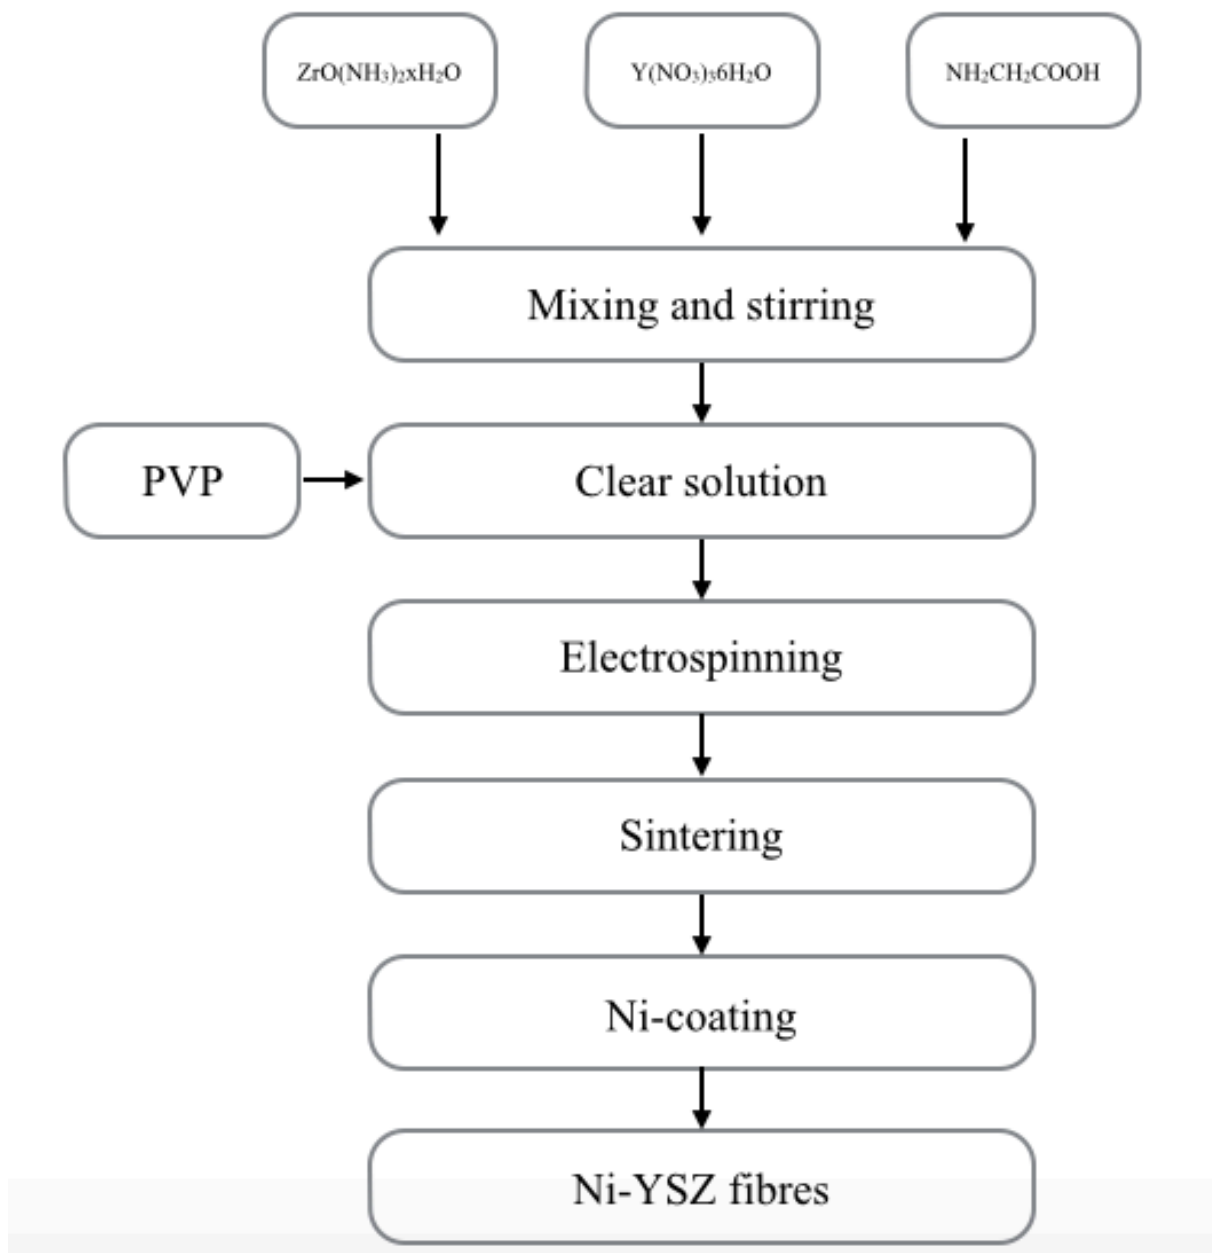 ZrO(NH₃)₂xH₂O
Y(NO₃)₃6H₂O
NH₂CH₂COOH
Mixing and stirring
PVP
Clear solution
Electrospinning
Sintering
Ni-coating
Ni-YSZ fibres